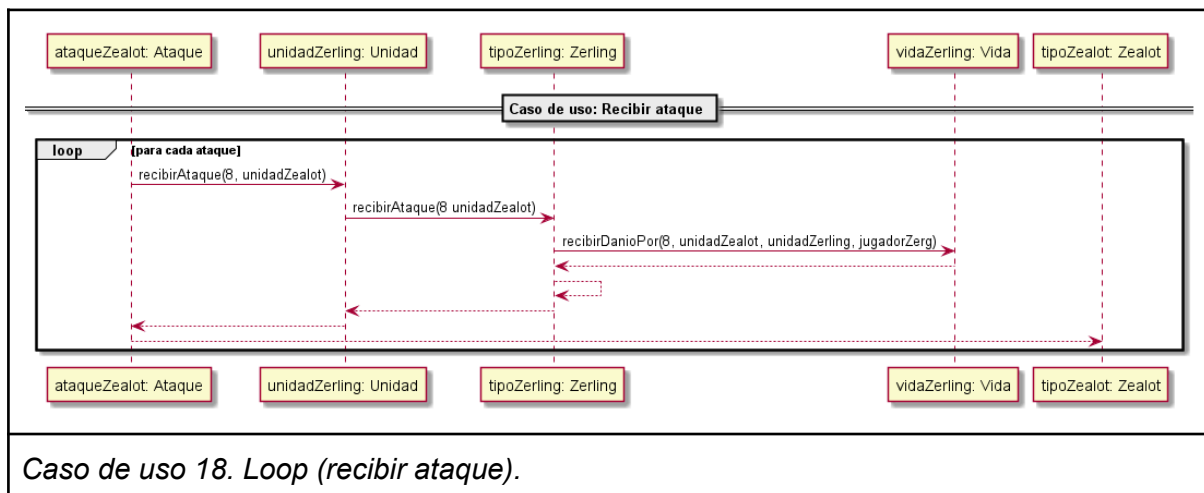 ataqueZealot: Ataque unidadZerling: Unidad tipoZerling: Zerling vidaZerling: Vida tipoZealot: Zealot
Caso de uso: Recibir ataque
loop [para cada ataque]
recibirAtaque(8, unidadZealot)
recibirAtaque(8 unidadZealot)
recibirDanioPor(8, unidadZealot, unidadZerling, jugadorZerg)
ataqueZealot: Ataque unidadZerling: Unidad tipoZerling: Zerling vidaZerling: Vida tipoZealot: Zealot
Caso de uso 18. Loop (recibir ataque).